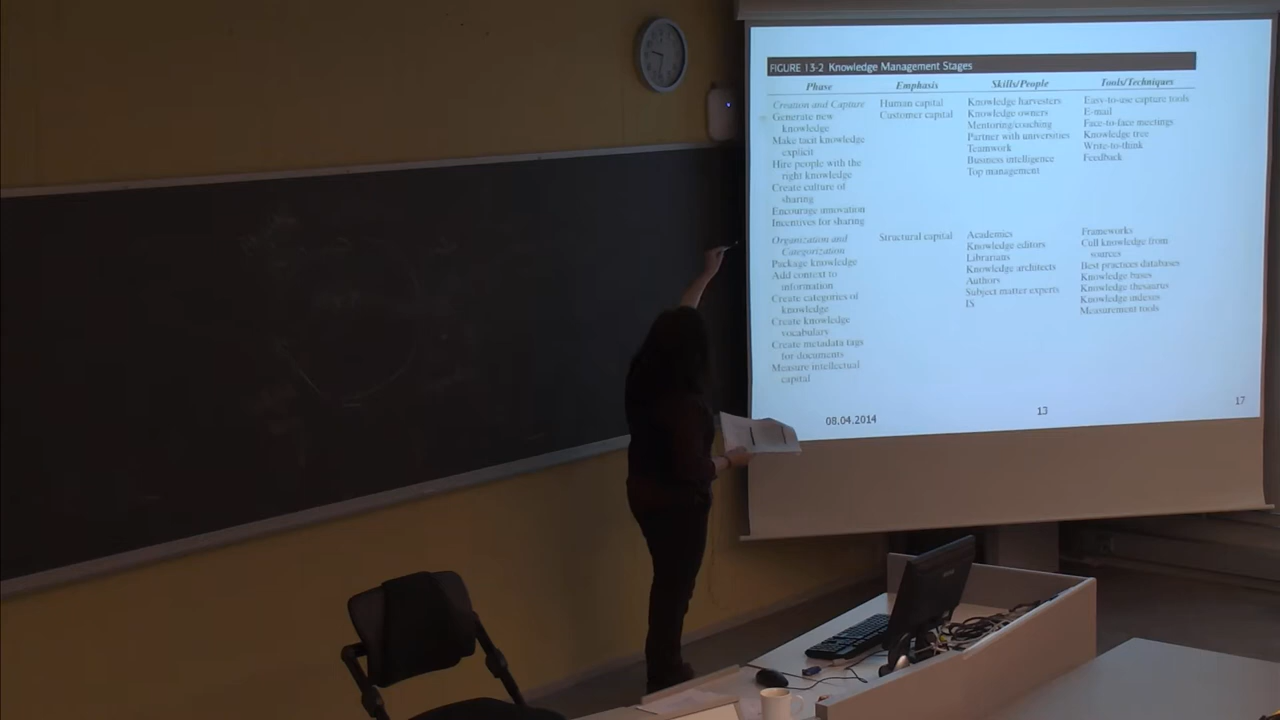 FIGURE 13-2 Knowledge Management Stages
Phase Emphasis Skills/People Tools/Techniques
Creation and Capture
Generate new
knowledge
Make tacit knowledge
explicit
Hire people with the
right knowledge
Create culture of
sharing
Encourage innovation
Incentives for sharing
Human capital
Customer capital
Knowledge harvesters
Knowledge owners
Mentoring/coaching
Partner with universities
Teamwork
Business intelligence
Top management
Easy-to-use capture tools
E-mail
Face-to-face meetings
Knowledge tree
Write-to-think
Feedback
Organization and
Categorization
Package knowledge
Add context to
information
Create categories of
knowledge
Create knowledge
vocabulary
Create metadata tags
for documents
Measure intellectual
capital
Structural capital
Academics
Knowledge editors
Librarians
Knowledge architects
Authors
Subject matter experts
IS
Frameworks
Cull knowledge from
sources
Best practices databases
Knowledge bases
Knowledge thesaurus
Knowledge indexes
Measurement tools
08.04.2014 13 17